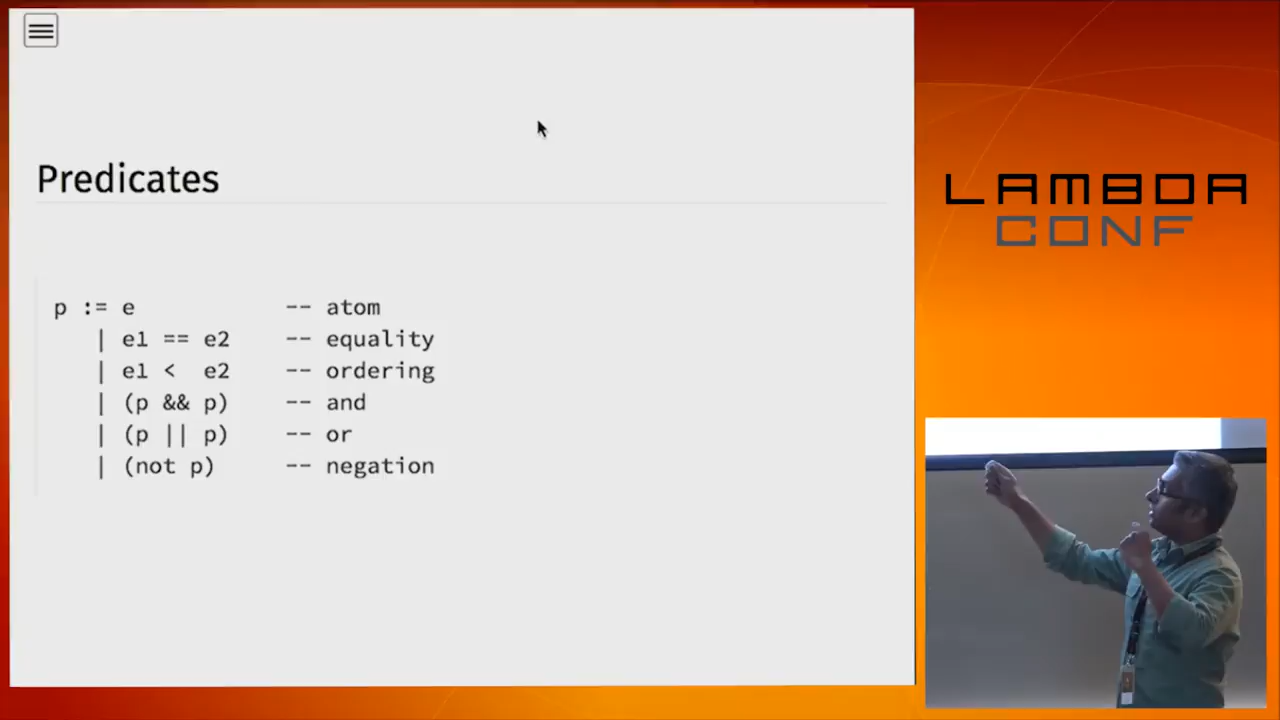 Predicates
p := e -- atom
| e1 == e2 -- equality
| e1 < e2 -- ordering
| (p && p) -- and
| (p || p) -- or
| (not p) -- negation
LAMBDA
CONF